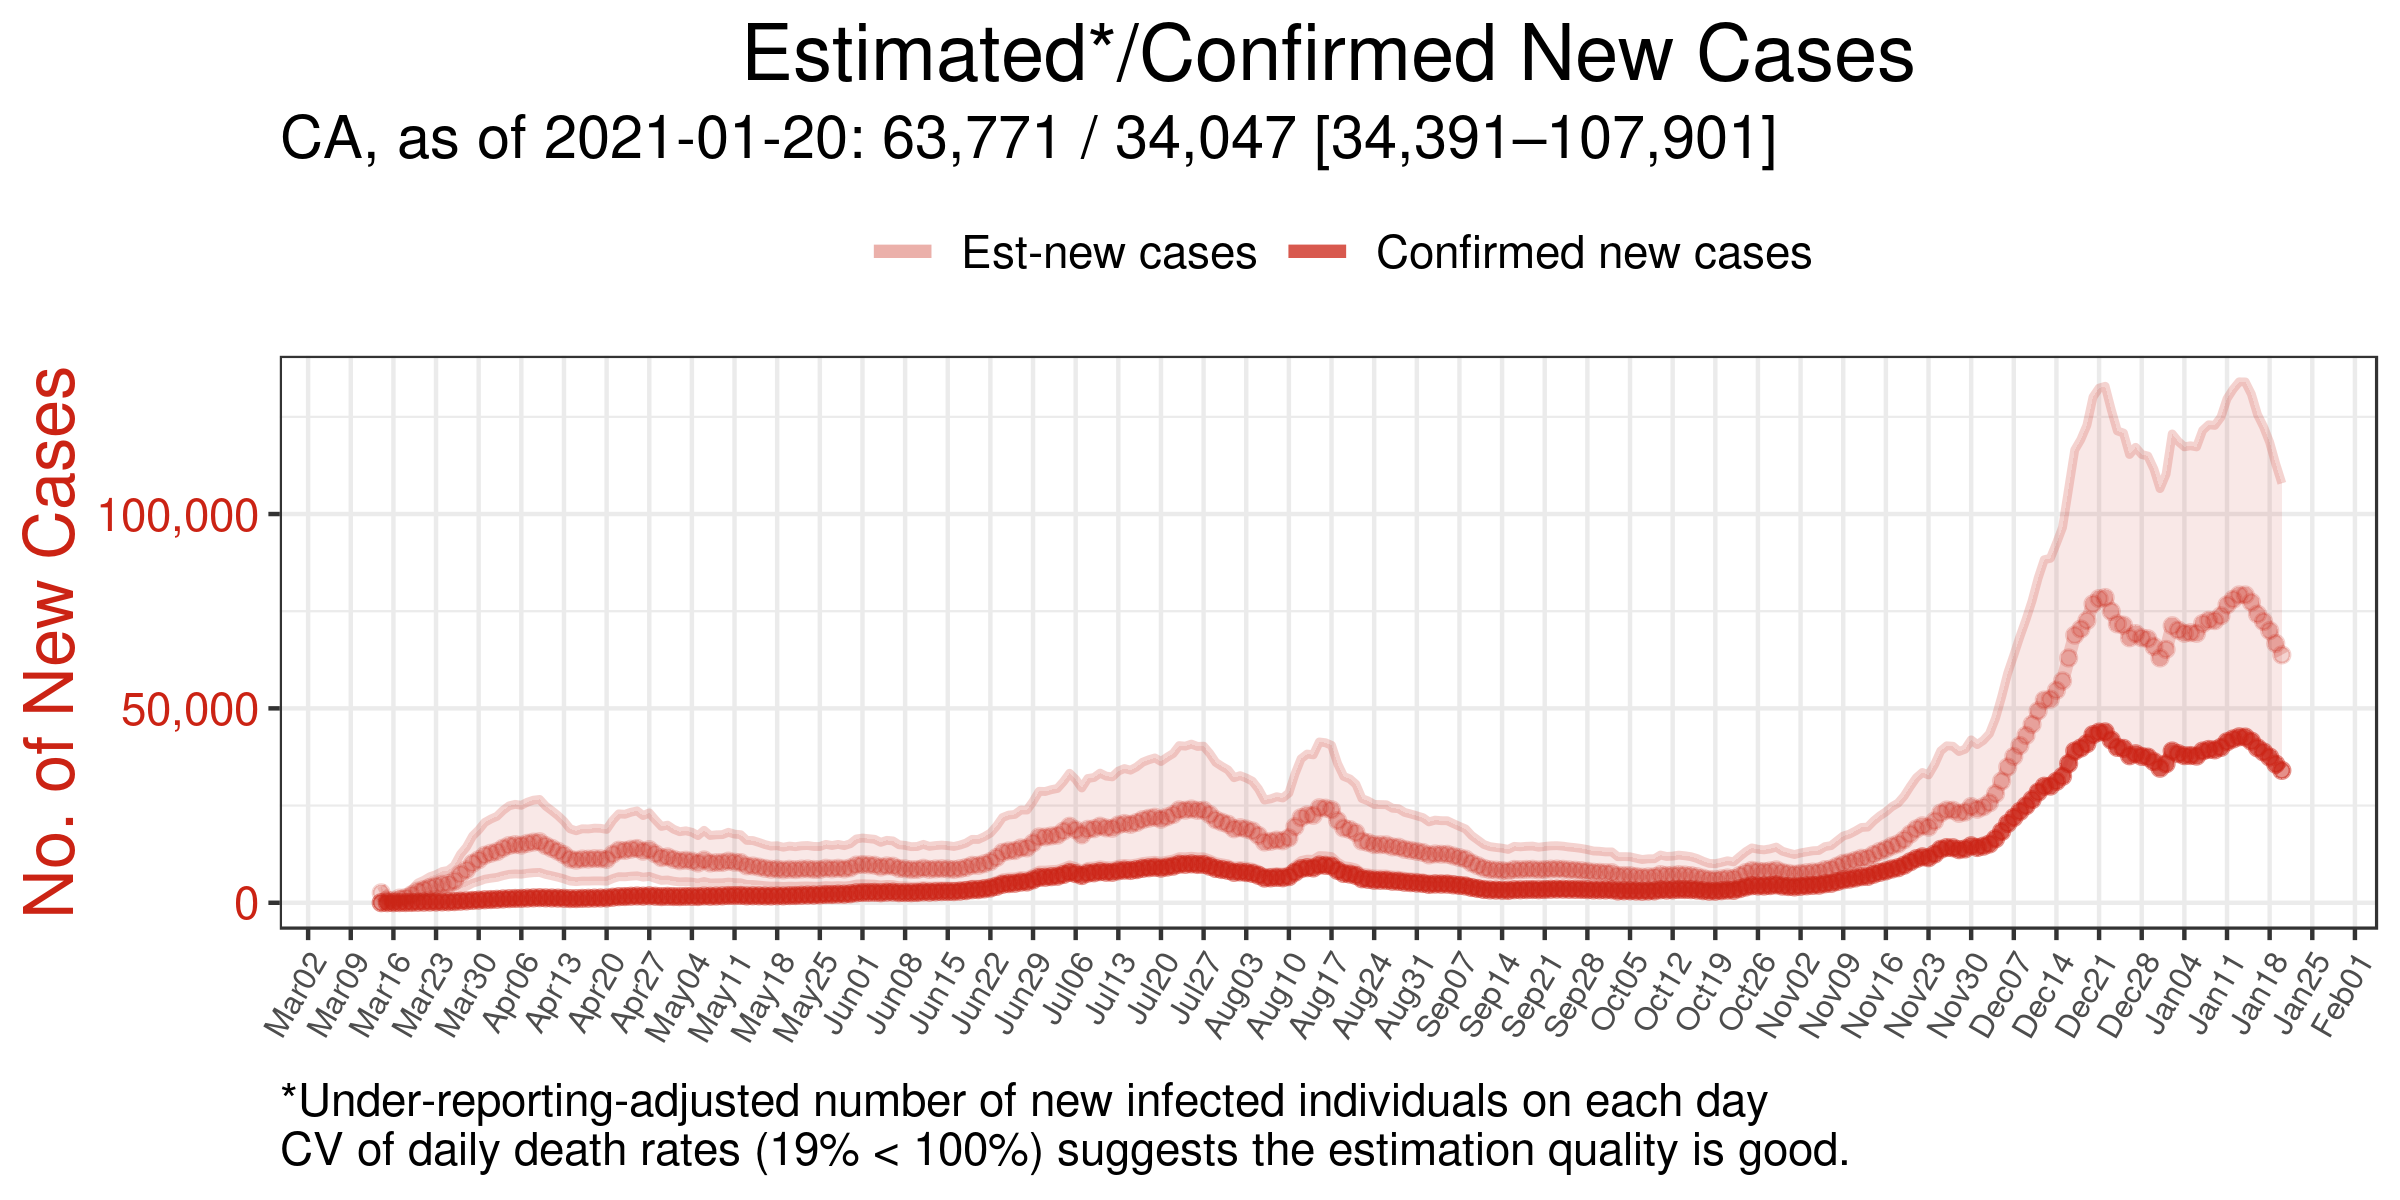 Estimated*/Confirmed New Cases
CA, as of 2021-01-20: 63,771 / 34,047 [34,391–107,901]
Est-new cases
Confirmed new cases
No. of New Cases
100,000
50,000
0
Mar02
Mar09
Mar16
Mar23
Mar30
Apr06
Apr13
Apr20
Apr27
May04
May11
May18
May25
Jun01
Jun08
Jun15
Jun22
Jun29
Jul06
Jul13
Jul20
Jul27
Aug03
Aug10
Aug17
Aug24
Aug31
Sep07
Sep14
Sep21
Sep28
Oct05
Oct12
Oct19
Oct26
Nov02
Nov09
Nov16
Nov23
Nov30
Dec07
Dec14
Dec21
Dec28
Jan04
Jan11
Jan18
Jan25
Feb01
*Under-reporting-adjusted number of new infected individuals on each day
CV of daily death rates (19% < 100%) suggests the estimation quality is good.